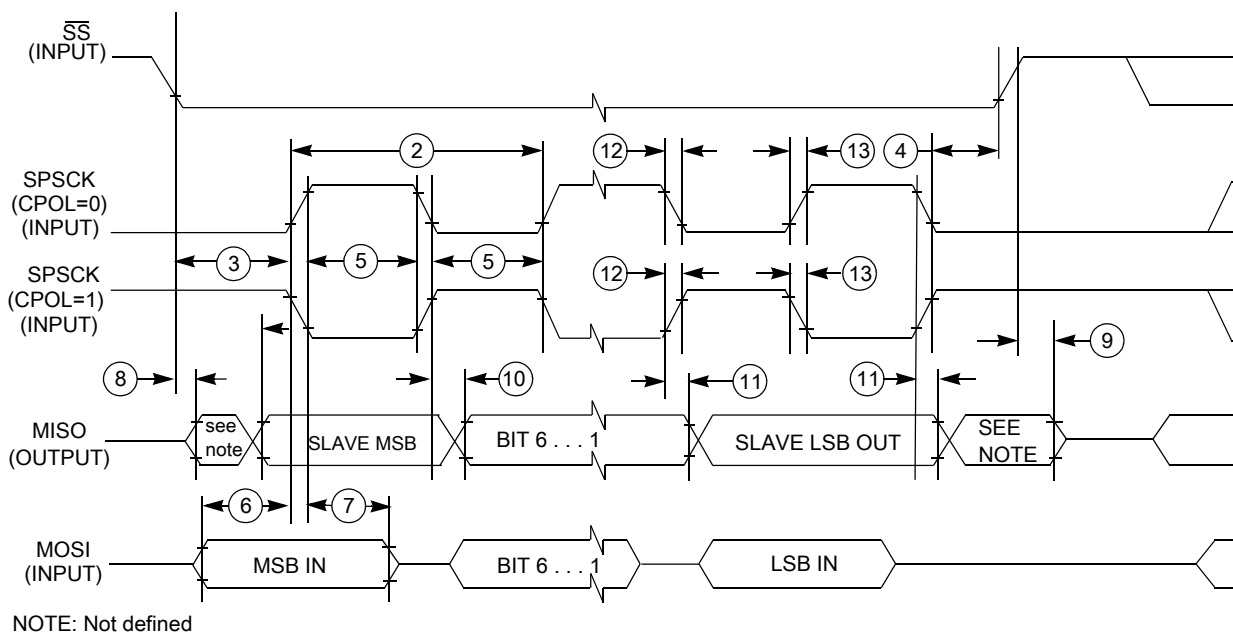 S̅S̅
(INPUT)
2
12
13
4
SPSCK
(CPOL=0)
(INPUT)
3
5
5
SPSCK
(CPOL=1)
(INPUT)
12
13
9
8
10
11
11
MISO
(OUTPUT)
see
note
SLAVE MSB
BIT 6 . . . 1
SLAVE LSB OUT
SEE
NOTE
6
7
MOSI
(INPUT)
MSB IN
BIT 6 . . . 1
LSB IN
NOTE: Not defined